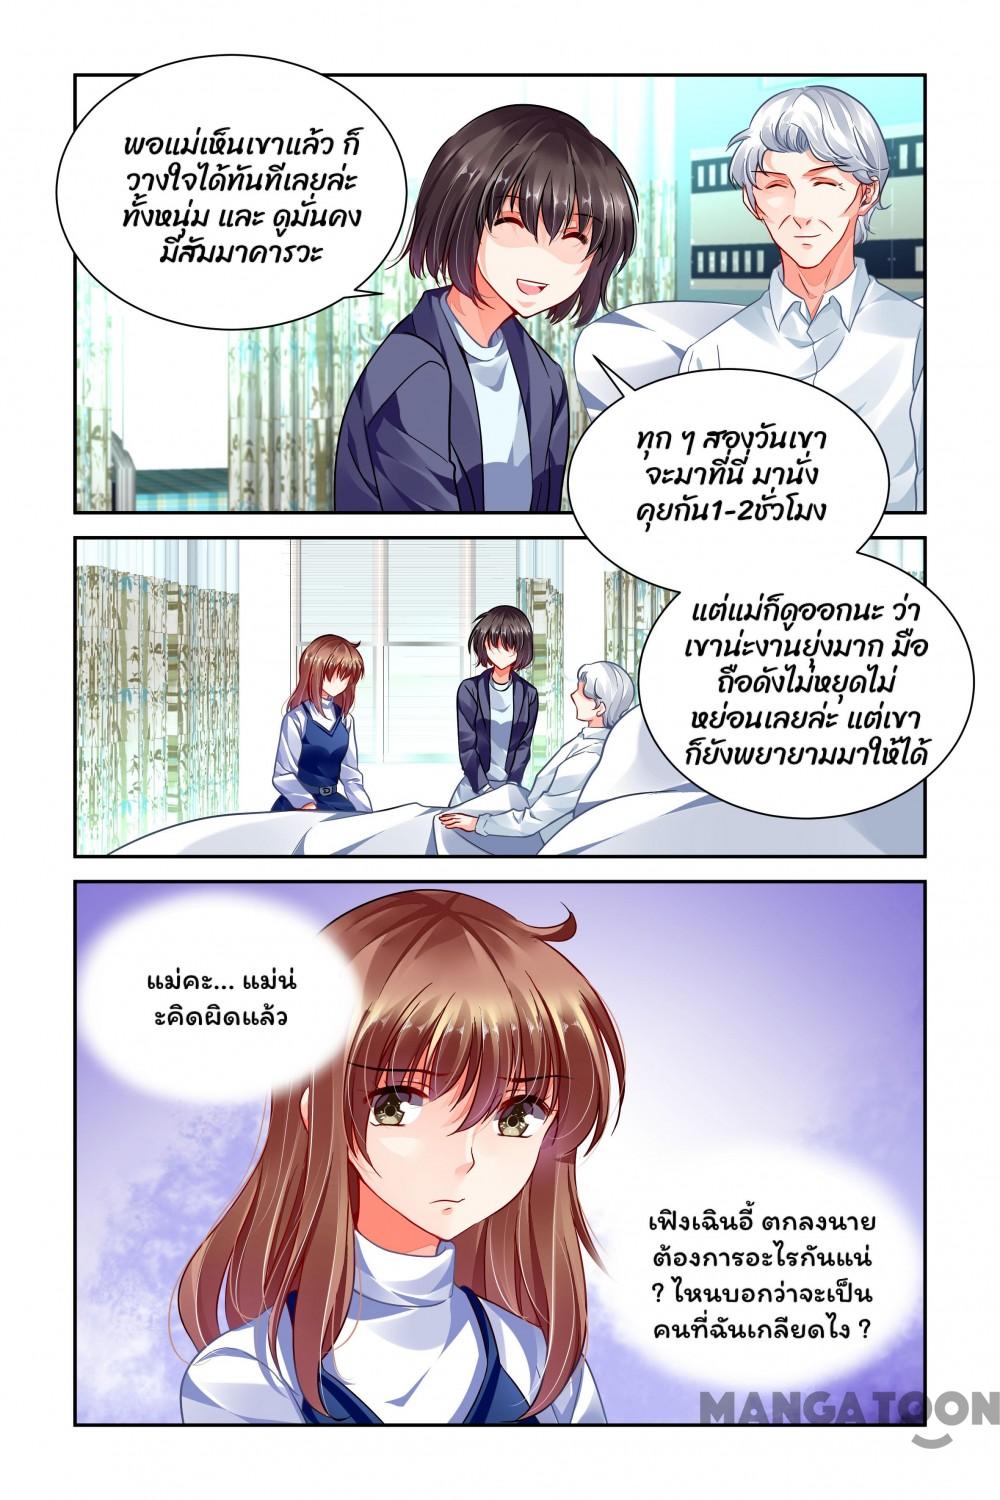 พอแม่เห็นเขาแล้ว ก็
วางใจได้ทันทีเลยล่ะ
ทั้งหนุ่ม และ ดูมั่นคง
มีสัมมาคารวะ
ทุก ๆ สองวันเขา
จะมาที่นี่ มานั่ง
คุยกัน1-2ชั่วโมง
แต่แม่ก็ดูออกนะ ว่า
เขาน่ะงานยุ่งมาก มือ
ถือดังไม่หยุดไม่
หย่อนเลยล่ะ แต่เขา
ก็ยังพยายามมาให้ได้
แม่คะ... แม่น่
ะคิดผิดแล้ว
เฟิงเฉินอี้ ตกลงนาย
ต้องการอะไรกันแน่
? ไหนบอกว่าจะเป็น
คนที่ฉันเกลียดไง ?
MANGATOON